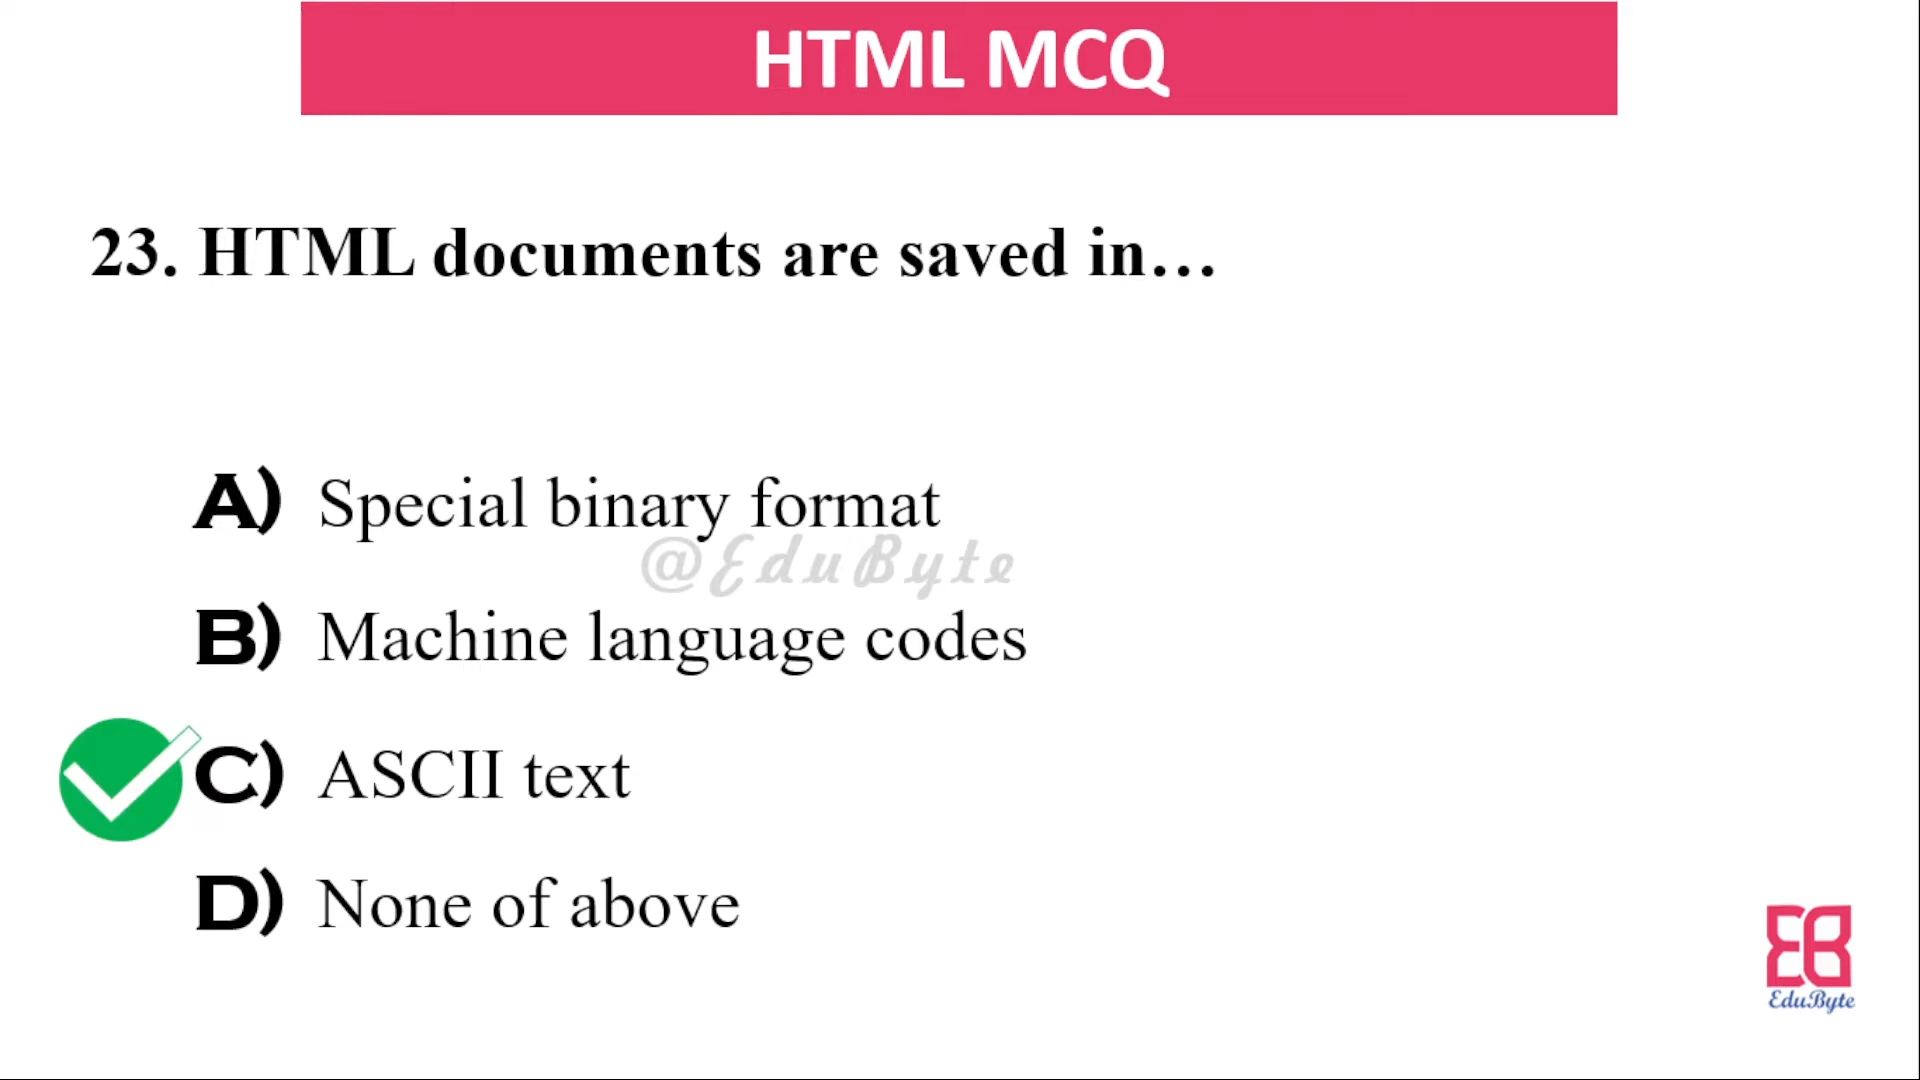 HTML MCQ
23. HTML documents are saved in…
A) Special binary format
@EduByte
B) Machine language codes
C) ASCII text
D) None of above
EB
EduByte